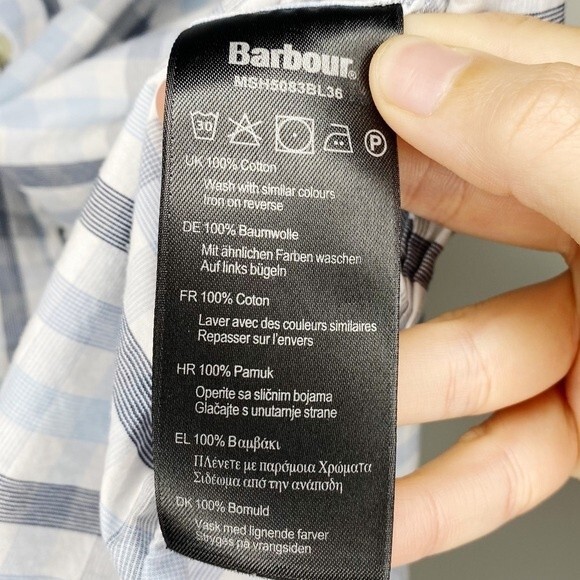 Barbour.
MSH5083BL36
30
P
UK 100% Cotton
Wash with similar colours
Iron on reverse
DE 100% Baumwolle
Mit ähnlichen Farben waschen
Auf links bügeln
FR 100% Coton
Laver avec des couleurs similaires
Repasser sur l'envers
HR 100% Pamuk
Operite sa sličnim bojama
Glačajte s unutarnje strane
EL 100% Βαμβάκι
ΠΛένετε με παρόμοια Χρώματα
Σιδέωμα από την ανάποδη
DK 100% Bomuld
Vask med lignende farver
Stryges på vrangsiden